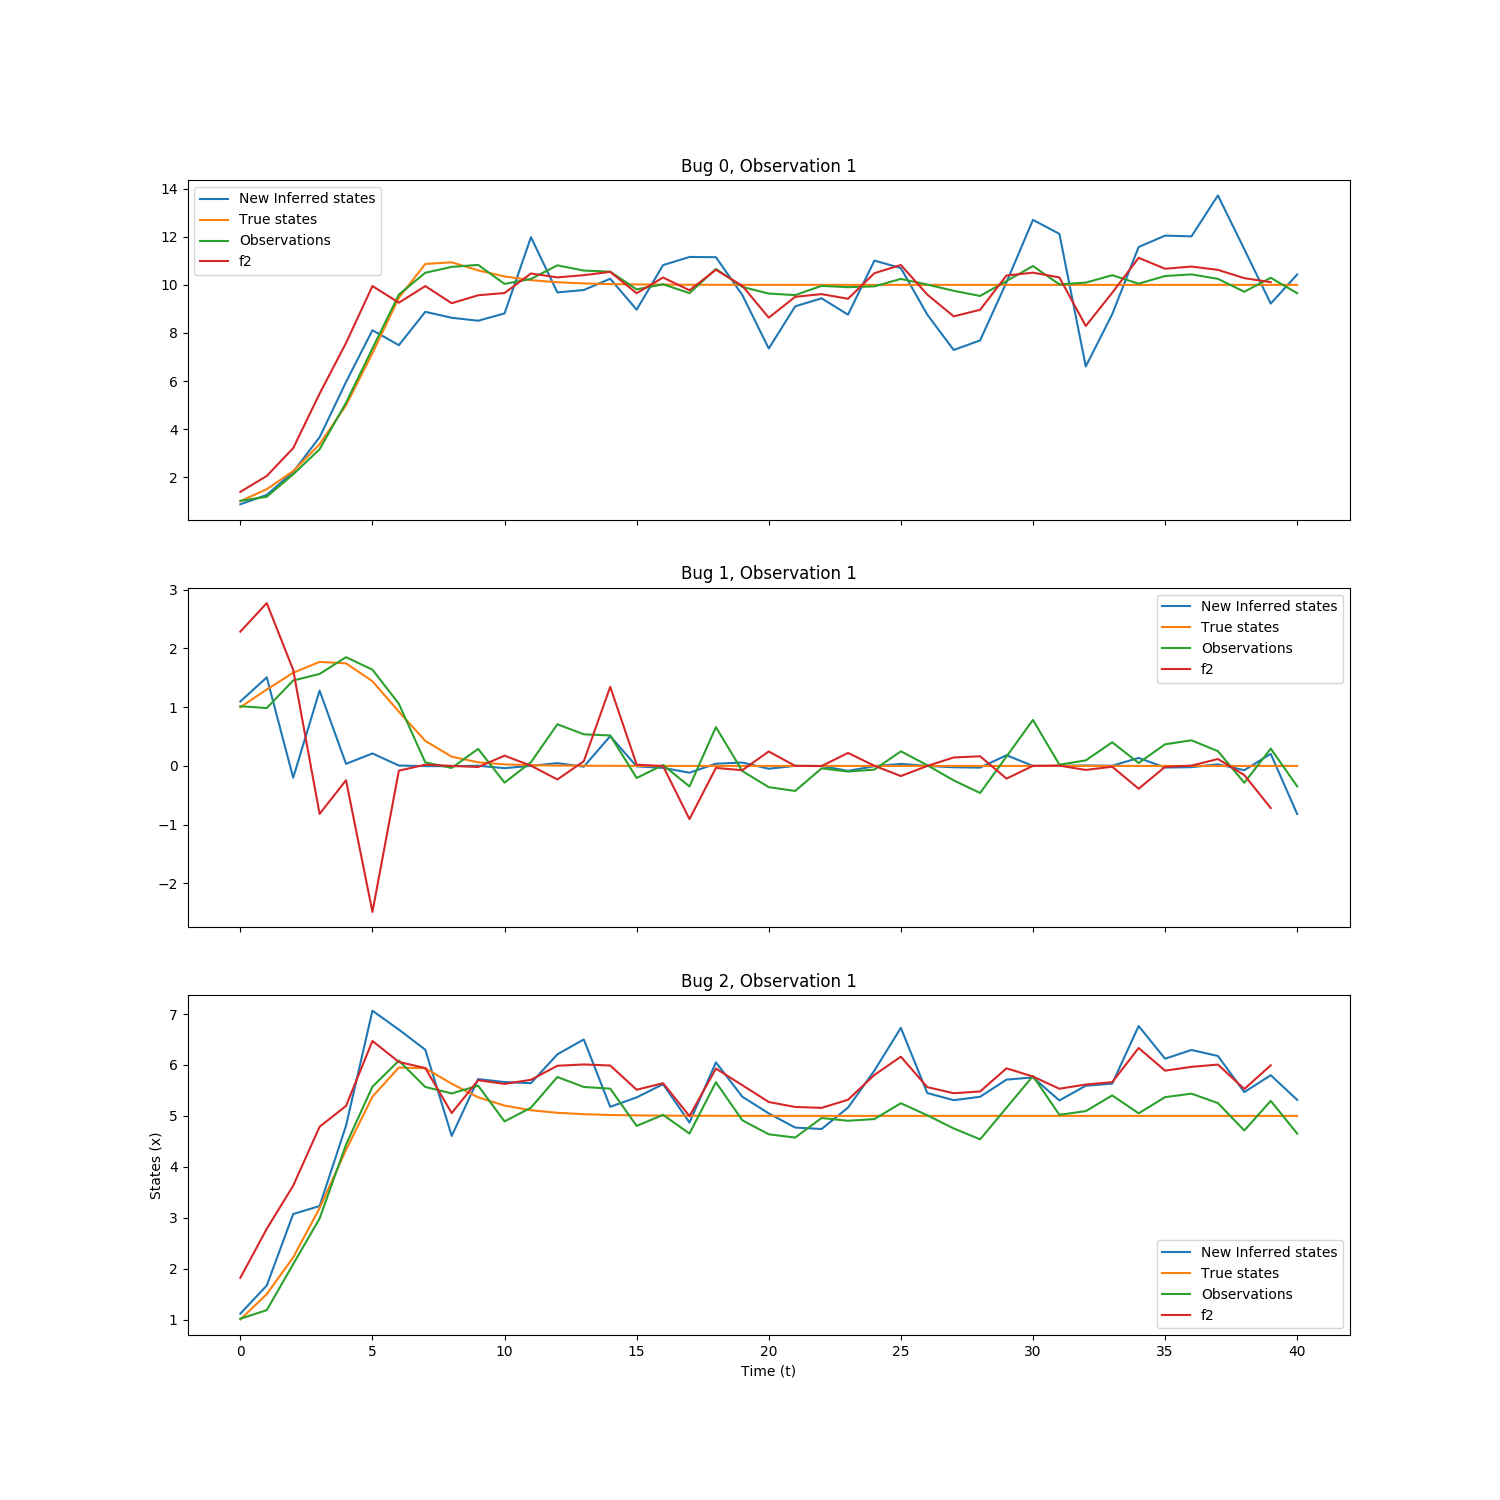 Bug 0, Observation 1
14
12
10
8
6
4
2
New Inferred states
True states
Observations
f2
Bug 1, Observation 1
3
2
1
0
−1
−2
New Inferred states
True states
Observations
f2
Bug 2, Observation 1
7
6
5
4
3
2
1
States (x)
New Inferred states
True states
Observations
f2
0 5 10 15 20 25 30 35 40
Time (t)